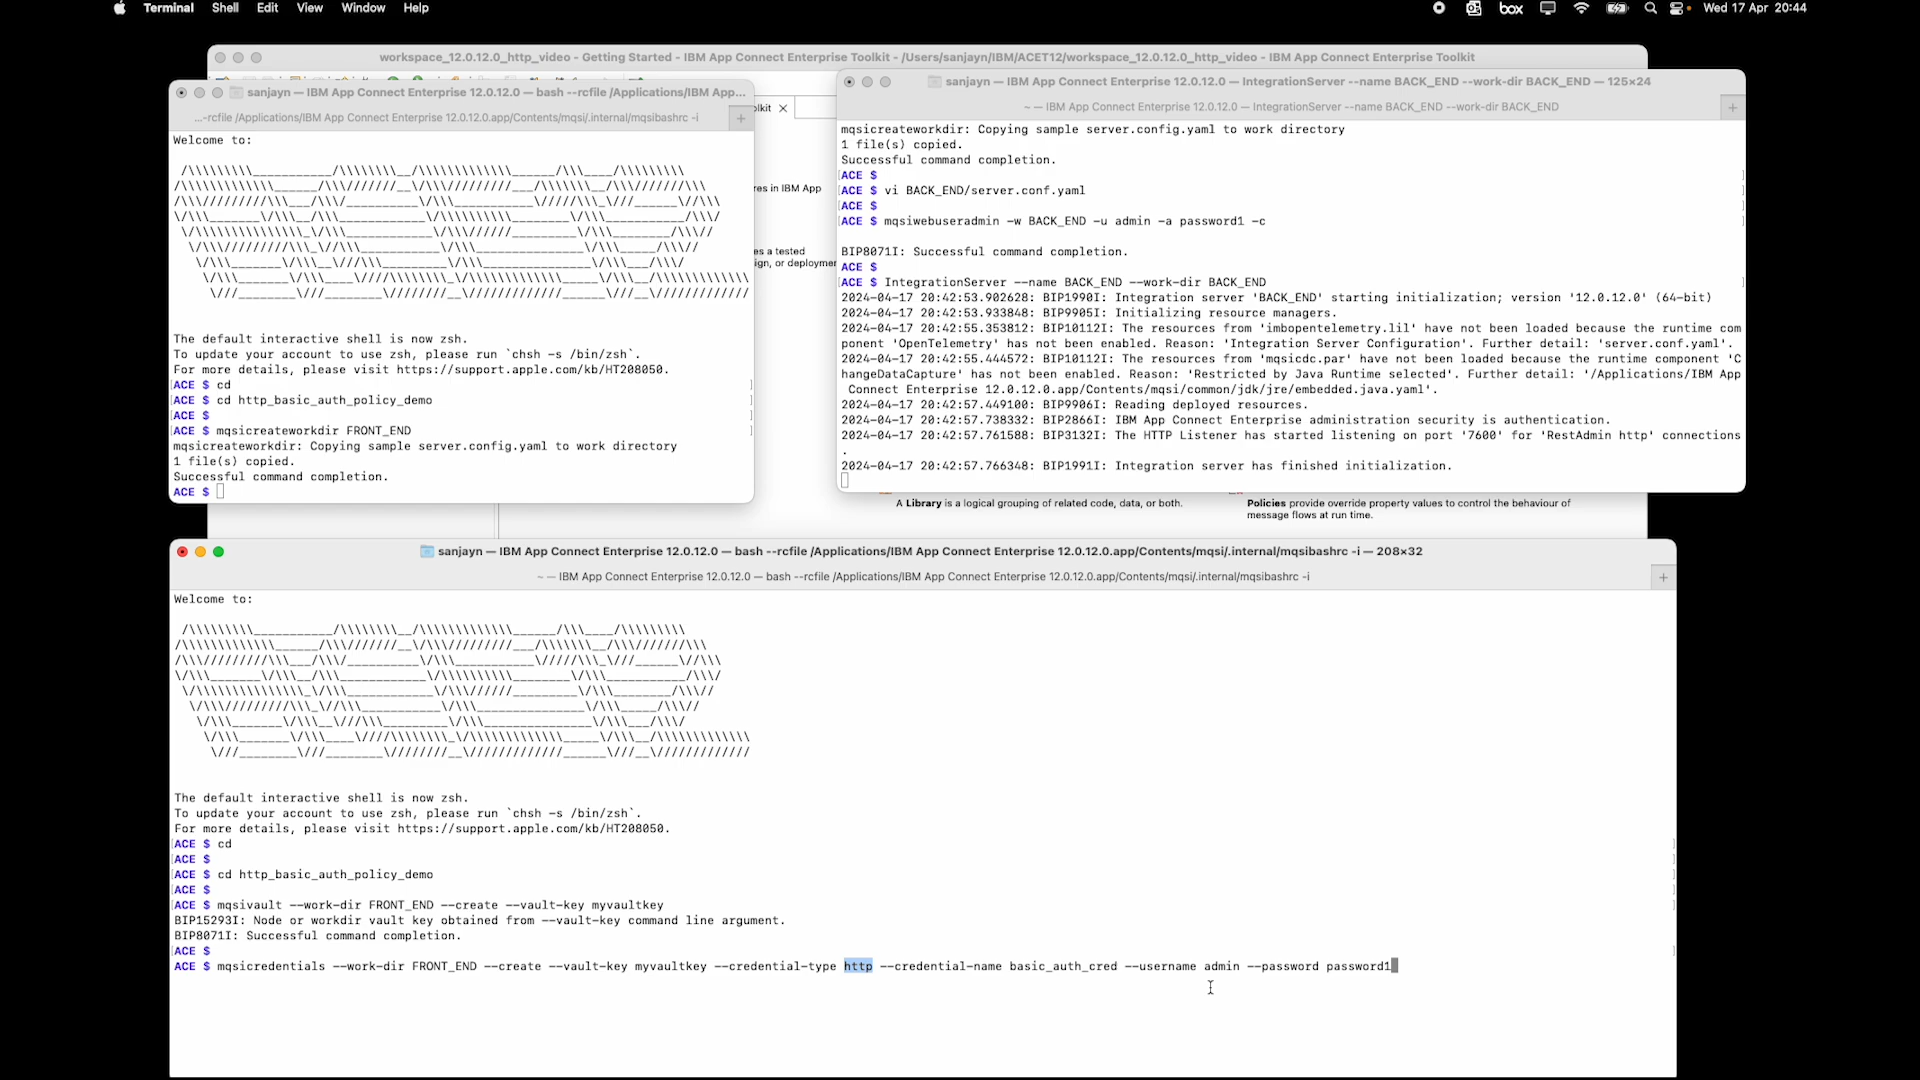 Terminal Shell Edit View Window Help
box Wed 17 Apr 20:44
workspace_12.0.12.0_http_video - Getting Started - IBM App Connect Enterprise Toolkit - /Users/sanjayn/IBM/ACET12/workspace_12.0.12.0_http_video - IBM App Connect Enterprise Toolkit
sanjayn — IBM App Connect Enterprise 12.0.12.0 — bash --rcfile /Applications/IBM App...
...-rcfile /Applications/IBM App Connect Enterprise 12.0.12.0.app/Contents/mqsi/.internal/mqsibashrc -i
Welcome to:
The default interactive shell is now zsh.
To update your account to use zsh, please run `chsh -s /bin/zsh`.
For more details, please visit https://support.apple.com/kb/HT208050.
ACE $ cd
ACE $ cd http_basic_auth_policy_demo
ACE $
ACE $ mqsicreateworkdir FRONT_END
mqsicreateworkdir: Copying sample server.config.yaml to work directory
1 file(s) copied.
Successful command completion.
ACE $
olkit
res in IBM App
es a tested
ign, or deployment
sanjayn — IBM App Connect Enterprise 12.0.12.0 — IntegrationServer --name BACK_END --work-dir BACK_END — 125×24
~ — IBM App Connect Enterprise 12.0.12.0 — IntegrationServer --name BACK_END --work-dir BACK_END
mqsicreateworkdir: Copying sample server.config.yaml to work directory
1 file(s) copied.
Successful command completion.
ACE $
ACE $ vi BACK_END/server.conf.yaml
ACE $
ACE $ mqsiwebuseradmin -w BACK_END -u admin -a password1 -c
BIP8071I: Successful command completion.
ACE $
ACE $ IntegrationServer --name BACK_END --work-dir BACK_END
2024-04-17 20:42:53.902628: BIP1990I: Integration server 'BACK_END' starting initialization; version '12.0.12.0' (64-bit)
2024-04-17 20:42:53.933848: BIP9905I: Initializing resource managers.
2024-04-17 20:42:55.353812: BIP10112I: The resources from 'imbopentelemetry.lil' have not been loaded because the runtime com
ponent 'OpenTelemetry' has not been enabled. Reason: 'Integration Server Configuration'. Further detail: 'server.conf.yaml'.
2024-04-17 20:42:55.444572: BIP10112I: The resources from 'mqsicdc.par' have not been loaded because the runtime component 'C
hangeDataCapture' has not been enabled. Reason: 'Restricted by Java Runtime selected'. Further detail: '/Applications/IBM App
Connect Enterprise 12.0.12.0.app/Contents/mqsi/common/jdk/jre/embedded.java.yaml'.
2024-04-17 20:42:57.449100: BIP9906I: Reading deployed resources.
2024-04-17 20:42:57.738332: BIP2866I: IBM App Connect Enterprise administration security is authentication.
2024-04-17 20:42:57.761588: BIP3132I: The HTTP Listener has started listening on port '7600' for 'RestAdmin http' connections
.
2024-04-17 20:42:57.766348: BIP1991I: Integration server has finished initialization.
A Library is a logical grouping of related code, data, or both.
Policies provide override property values to control the behaviour of
message flows at run time.
sanjayn — IBM App Connect Enterprise 12.0.12.0 — bash --rcfile /Applications/IBM App Connect Enterprise 12.0.12.0.app/Contents/mqsi/.internal/mqsibashrc -i — 208×32
~ — IBM App Connect Enterprise 12.0.12.0 — bash --rcfile /Applications/IBM App Connect Enterprise 12.0.12.0.app/Contents/mqsi/.internal/mqsibashrc -i
Welcome to:
The default interactive shell is now zsh.
To update your account to use zsh, please run `chsh -s /bin/zsh`.
For more details, please visit https://support.apple.com/kb/HT208050.
ACE $ cd
ACE $
ACE $ cd http_basic_auth_policy_demo
ACE $
ACE $ mqsivault --work-dir FRONT_END --create --vault-key myvaultkey
BIP15293I: Node or workdir vault key obtained from --vault-key command line argument.
BIP8071I: Successful command completion.
ACE $
ACE $ mqsicredentials --work-dir FRONT_END --create --vault-key myvaultkey --credential-type http --credential-name basic_auth_cred --username admin --password password1